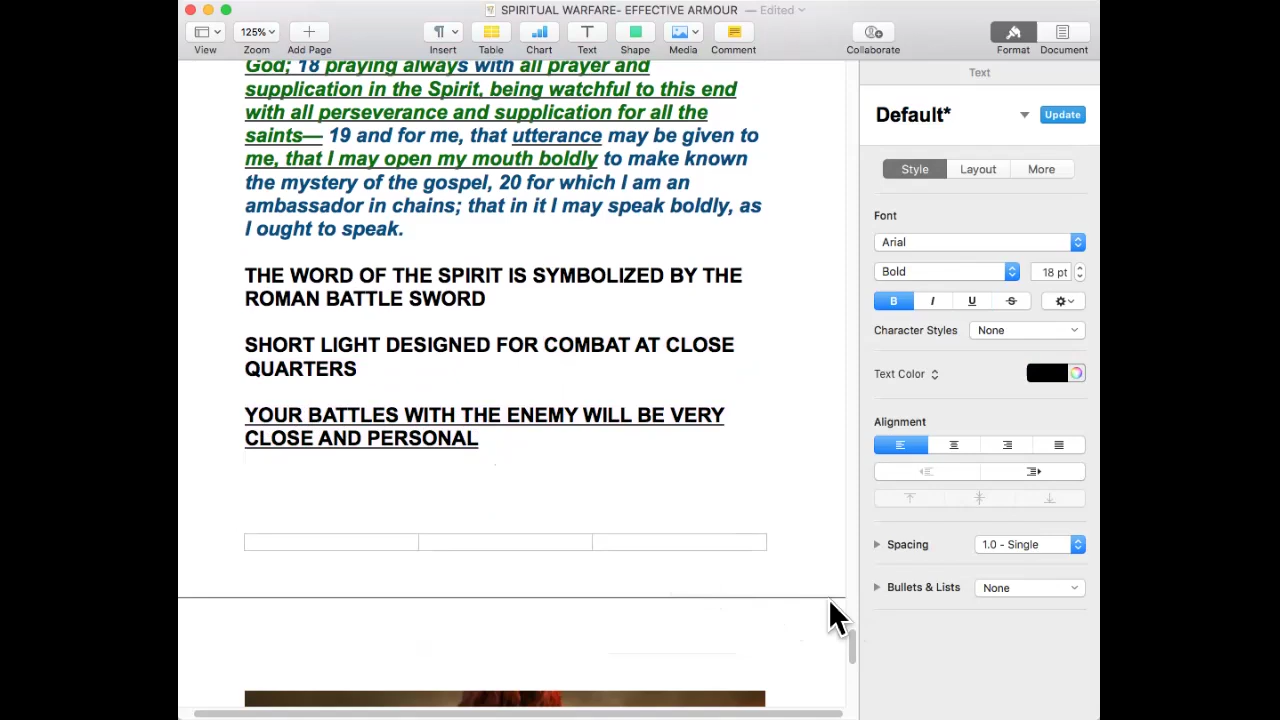 SPIRITUAL WARFARE- EFFECTIVE ARMOUR — Edited
125%
View Zoom Add Page Insert Table Chart Text Shape Media Comment Collaborate Format Document
God; 18 praying always with all prayer and
supplication in the Spirit, being watchful to this end
with all perseverance and supplication for all the
saints— 19 and for me, that utterance may be given to
me, that I may open my mouth boldly to make known
the mystery of the gospel, 20 for which I am an
ambassador in chains; that in it I may speak boldly, as
I ought to speak.
THE WORD OF THE SPIRIT IS SYMBOLIZED BY THE
ROMAN BATTLE SWORD
SHORT LIGHT DESIGNED FOR COMBAT AT CLOSE
QUARTERS
YOUR BATTLES WITH THE ENEMY WILL BE VERY
CLOSE AND PERSONAL
Text
Default* Update
Style Layout More
Font
Arial
Bold 18 pt
B I U S
Character Styles None
Text Color
Alignment
Spacing 1.0 - Single
Bullets & Lists None